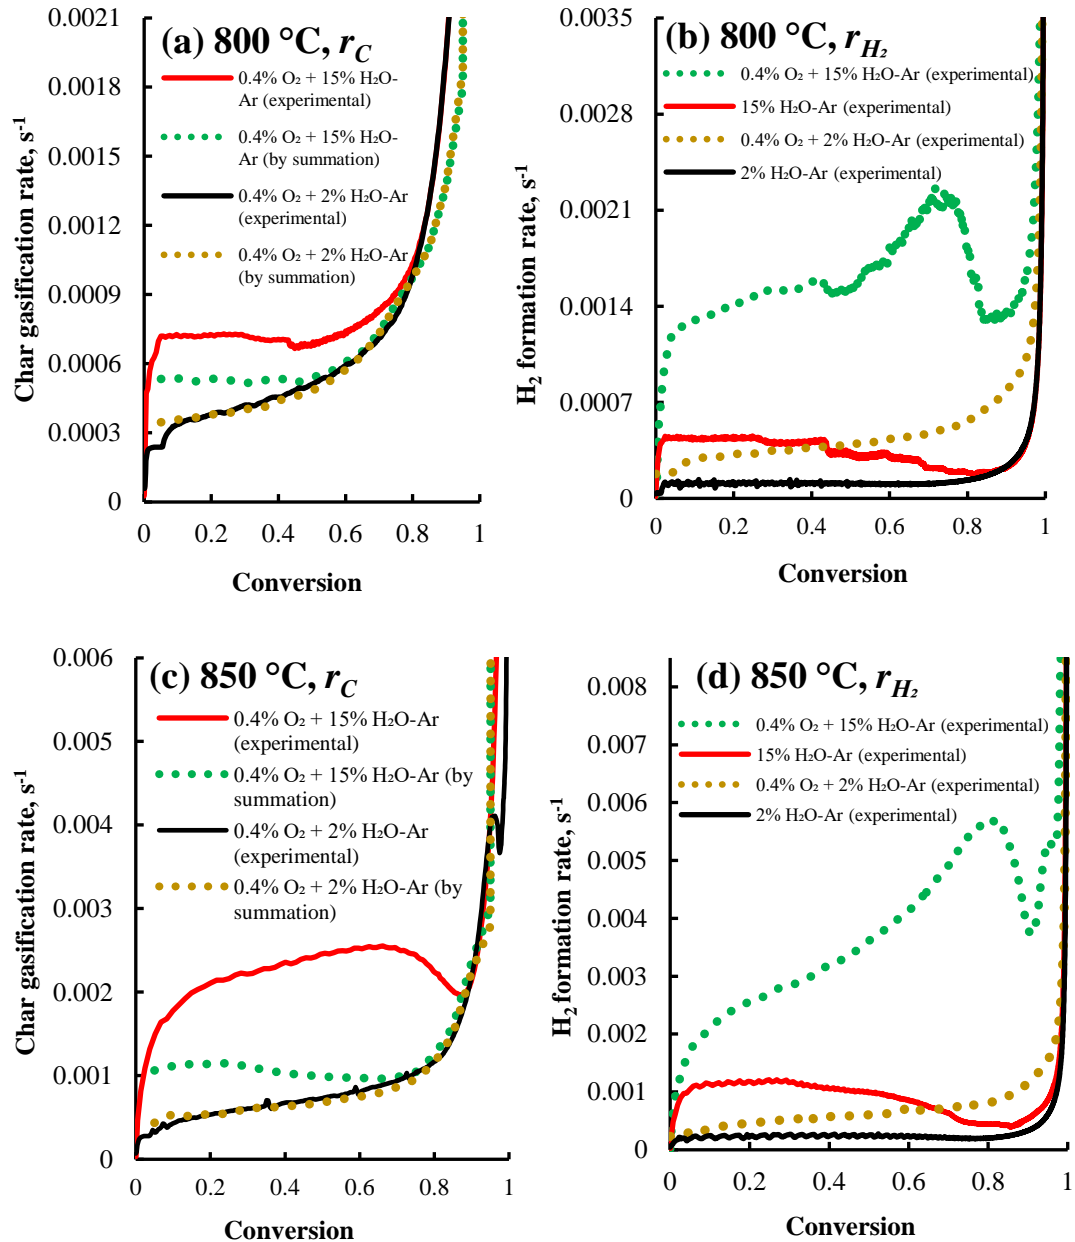 (a) 800 °C, r_C
Char gasification rate, s⁻¹
0.0021
0.0018
0.0015
0.0012
0.0009
0.0006
0.0003
0
0.4% O₂ + 15% H₂O-
Ar (experimental)
0.4% O₂ + 15% H₂O-
Ar (by summation)
0.4% O₂ + 2% H₂O-Ar
(experimental)
0.4% O₂ + 2% H₂O-Ar
(by summation)
0 0.2 0.4 0.6 0.8 1
Conversion
(b) 800 °C, r_H₂
H₂ formation rate, s⁻¹
0.0035
0.0028
0.0021
0.0014
0.0007
0
0.4% O₂ + 15% H₂O-Ar (experimental)
15% H₂O-Ar (experimental)
0.4% O₂ + 2% H₂O-Ar (experimental)
2% H₂O-Ar (experimental)
0 0.2 0.4 0.6 0.8 1
Conversion
(c) 850 °C, r_C
Char gasification rate, s⁻¹
0.006
0.005
0.004
0.003
0.002
0.001
0
0.4% O₂ + 15% H₂O-Ar
(experimental)
0.4% O₂ + 15% H₂O-Ar (by
summation)
0.4% O₂ + 2% H₂O-Ar
(experimental)
0.4% O₂ + 2% H₂O-Ar (by
summation)
0 0.2 0.4 0.6 0.8 1
Conversion
(d) 850 °C, r_H₂
H₂ formation rate, s⁻¹
0.008
0.007
0.006
0.005
0.004
0.003
0.002
0.001
0
0.4% O₂ + 15% H₂O-Ar (experimental)
15% H₂O-Ar (experimental)
0.4% O₂ + 2% H₂O-Ar (experimental)
2% H₂O-Ar (experimental)
0 0.2 0.4 0.6 0.8 1
Conversion